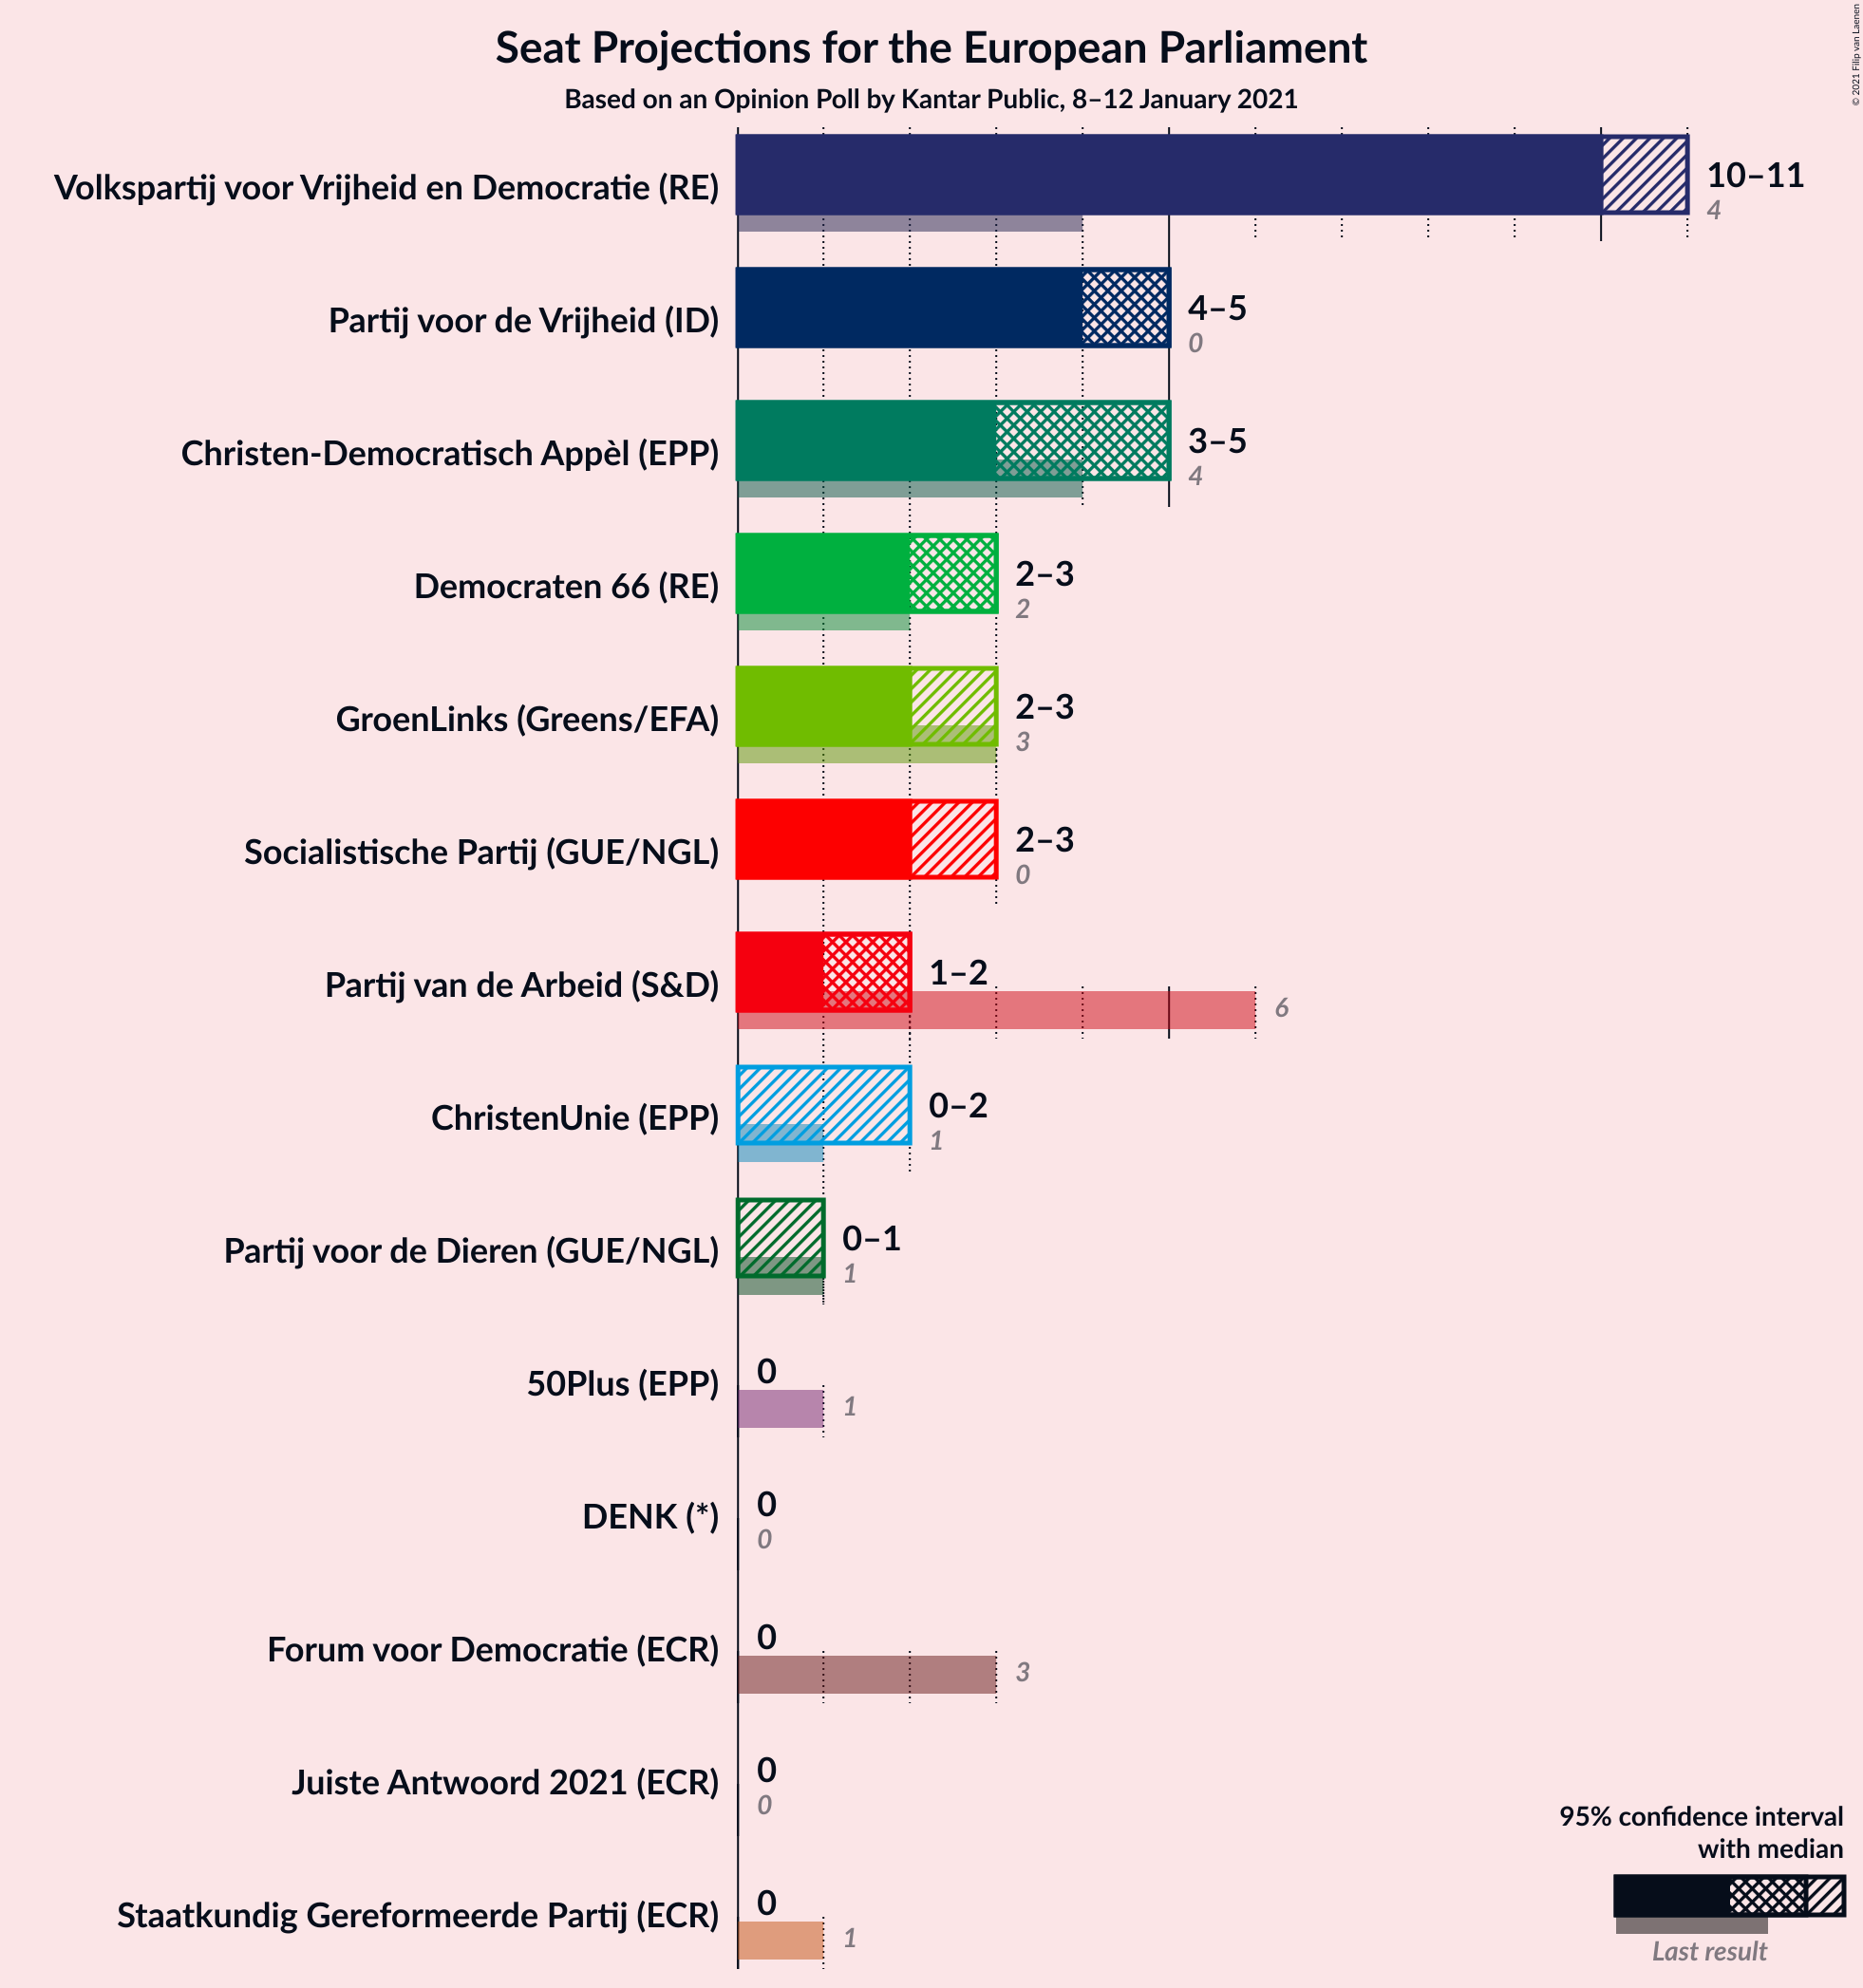 Seat Projections for the European Parliament
Based on an Opinion Poll by Kantar Public, 8–12 January 2021
© 2021 Filip van Laenen
Volkspartij voor Vrijheid en Democratie (RE)
10–11
4
Partij voor de Vrijheid (ID)
4–5
0
Christen-Democratisch Appèl (EPP)
3–5
4
Democraten 66 (RE)
2–3
2
GroenLinks (Greens/EFA)
2–3
3
Socialistische Partij (GUE/NGL)
2–3
0
Partij van de Arbeid (S&D)
1–2
6
ChristenUnie (EPP)
0–2
1
Partij voor de Dieren (GUE/NGL)
0–1
1
50Plus (EPP)
0
1
DENK (*)
0
0
Forum voor Democratie (ECR)
0
3
Juiste Antwoord 2021 (ECR)
0
0
Staatkundig Gereformeerde Partij (ECR)
0
1
95% confidence interval
with median
Last result